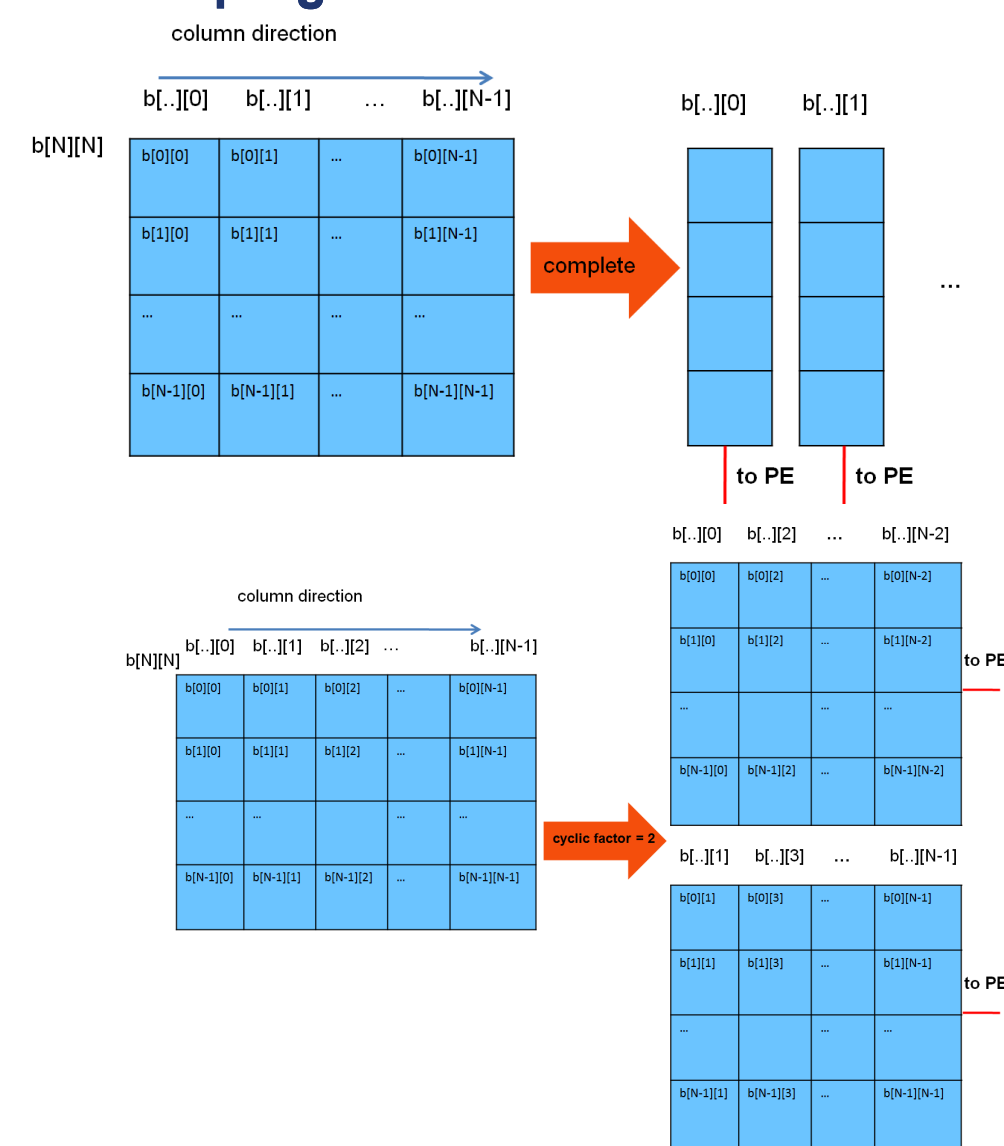 column direction
b[..][0] b[..][1] ... b[..][N-1]
b[N][N]
b[0][0] b[0][1] ... b[0][N-1]
b[1][0] b[1][1] ... b[1][N-1]
... ... ... ...
b[N-1][0] b[N-1][1] ... b[N-1][N-1]
complete
b[..][0] b[..][1]
...
to PE to PE
column direction
b[..][0] b[..][1] b[..][2] ... b[..][N-1]
b[N][N]
b[0][0] b[0][1] b[0][2] ... b[0][N-1]
b[1][0] b[1][1] b[1][2] ... b[1][N-1]
... ... ... ...
b[N-1][0] b[N-1][1] b[N-1][2] ... b[N-1][N-1]
cyclic factor = 2
b[..][0] b[..][2] ... b[..][N-2]
b[0][0] b[0][2] ... b[0][N-2]
b[1][0] b[1][2] ... b[1][N-2]
... ... ...
b[N-1][0] b[N-1][2] ... b[N-1][N-2]
to PE
b[..][1] b[..][3] ... b[..][N-1]
b[0][1] b[0][3] ... b[0][N-1]
b[1][1] b[1][3] ... b[1][N-1]
... ... ...
b[N-1][1] b[N-1][3] ... b[N-1][N-1]
to PE